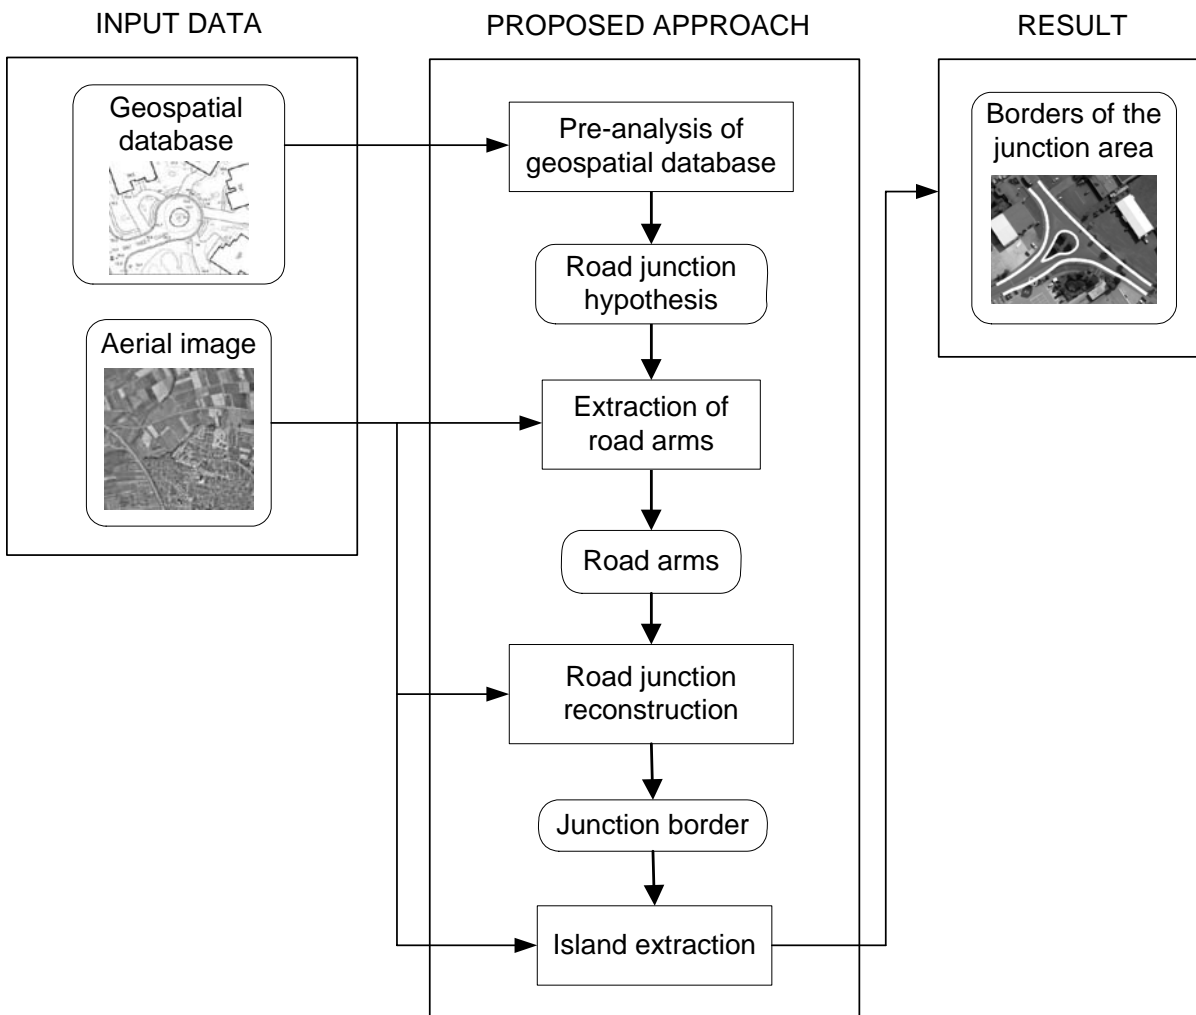 INPUT DATA
Geospatial
database
Aerial image
PROPOSED APPROACH
Pre-analysis of
geospatial database
Road junction
hypothesis
Extraction of
road arms
Road arms
Road junction
reconstruction
Junction border
Island extraction
RESULT
Borders of the
junction area